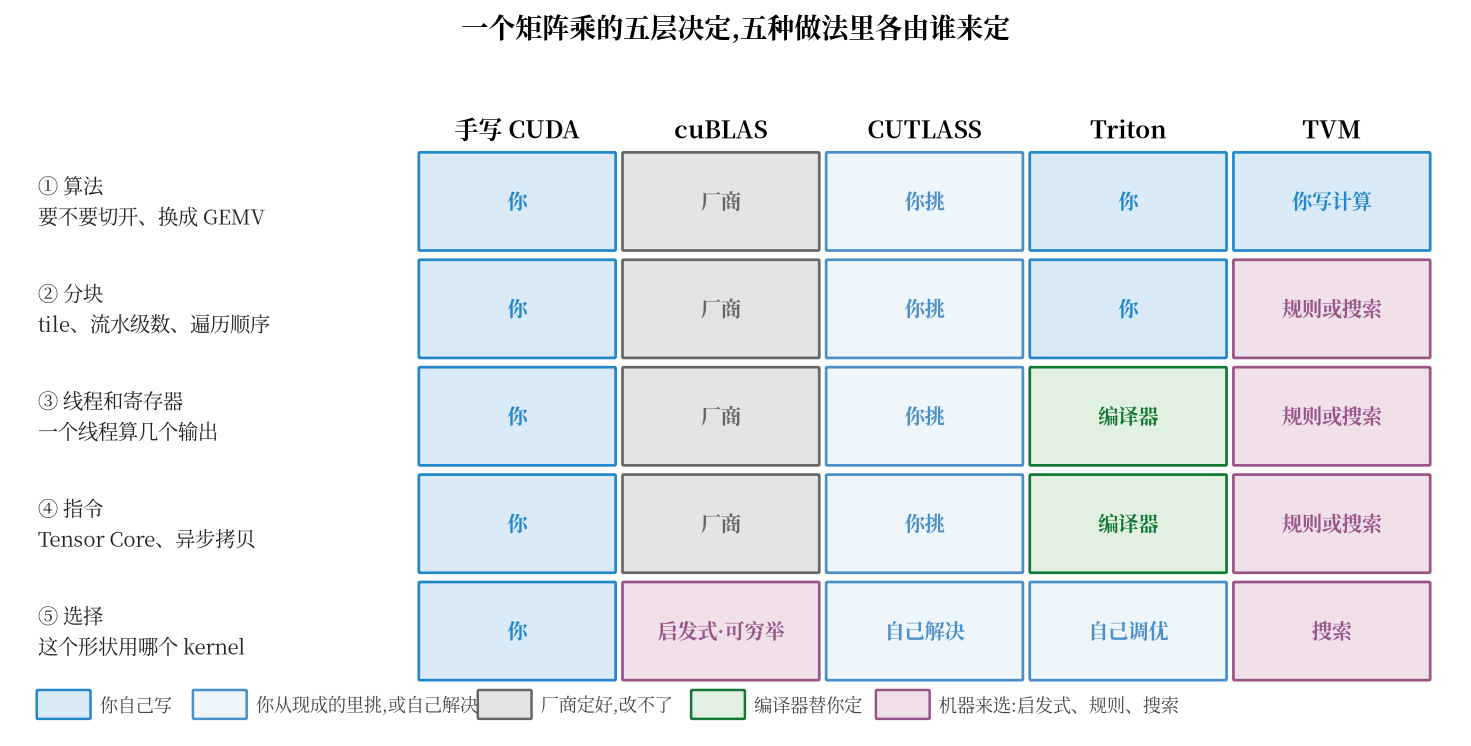 一个矩阵乘的五层决定,五种做法里各由谁来定
手写 CUDA cuBLAS CUTLASS Triton TVM
① 算法
要不要切开、换成 GEMV
你 厂商 你挑 你 你写计算
② 分块
tile、流水级数、遍历顺序
你 厂商 你挑 你 规则或搜索
③ 线程和寄存器
一个线程算几个输出
你 厂商 你挑 编译器 规则或搜索
④ 指令
Tensor Core、异步拷贝
你 厂商 你挑 编译器 规则或搜索
⑤ 选择
这个形状用哪个 kernel
你 启发式·可穷举 自己解决 自己调优 搜索
你自己写 你从现成的里挑,或自己解决 厂商定好,改不了 编译器替你定 机器来选:启发式、规则、搜索